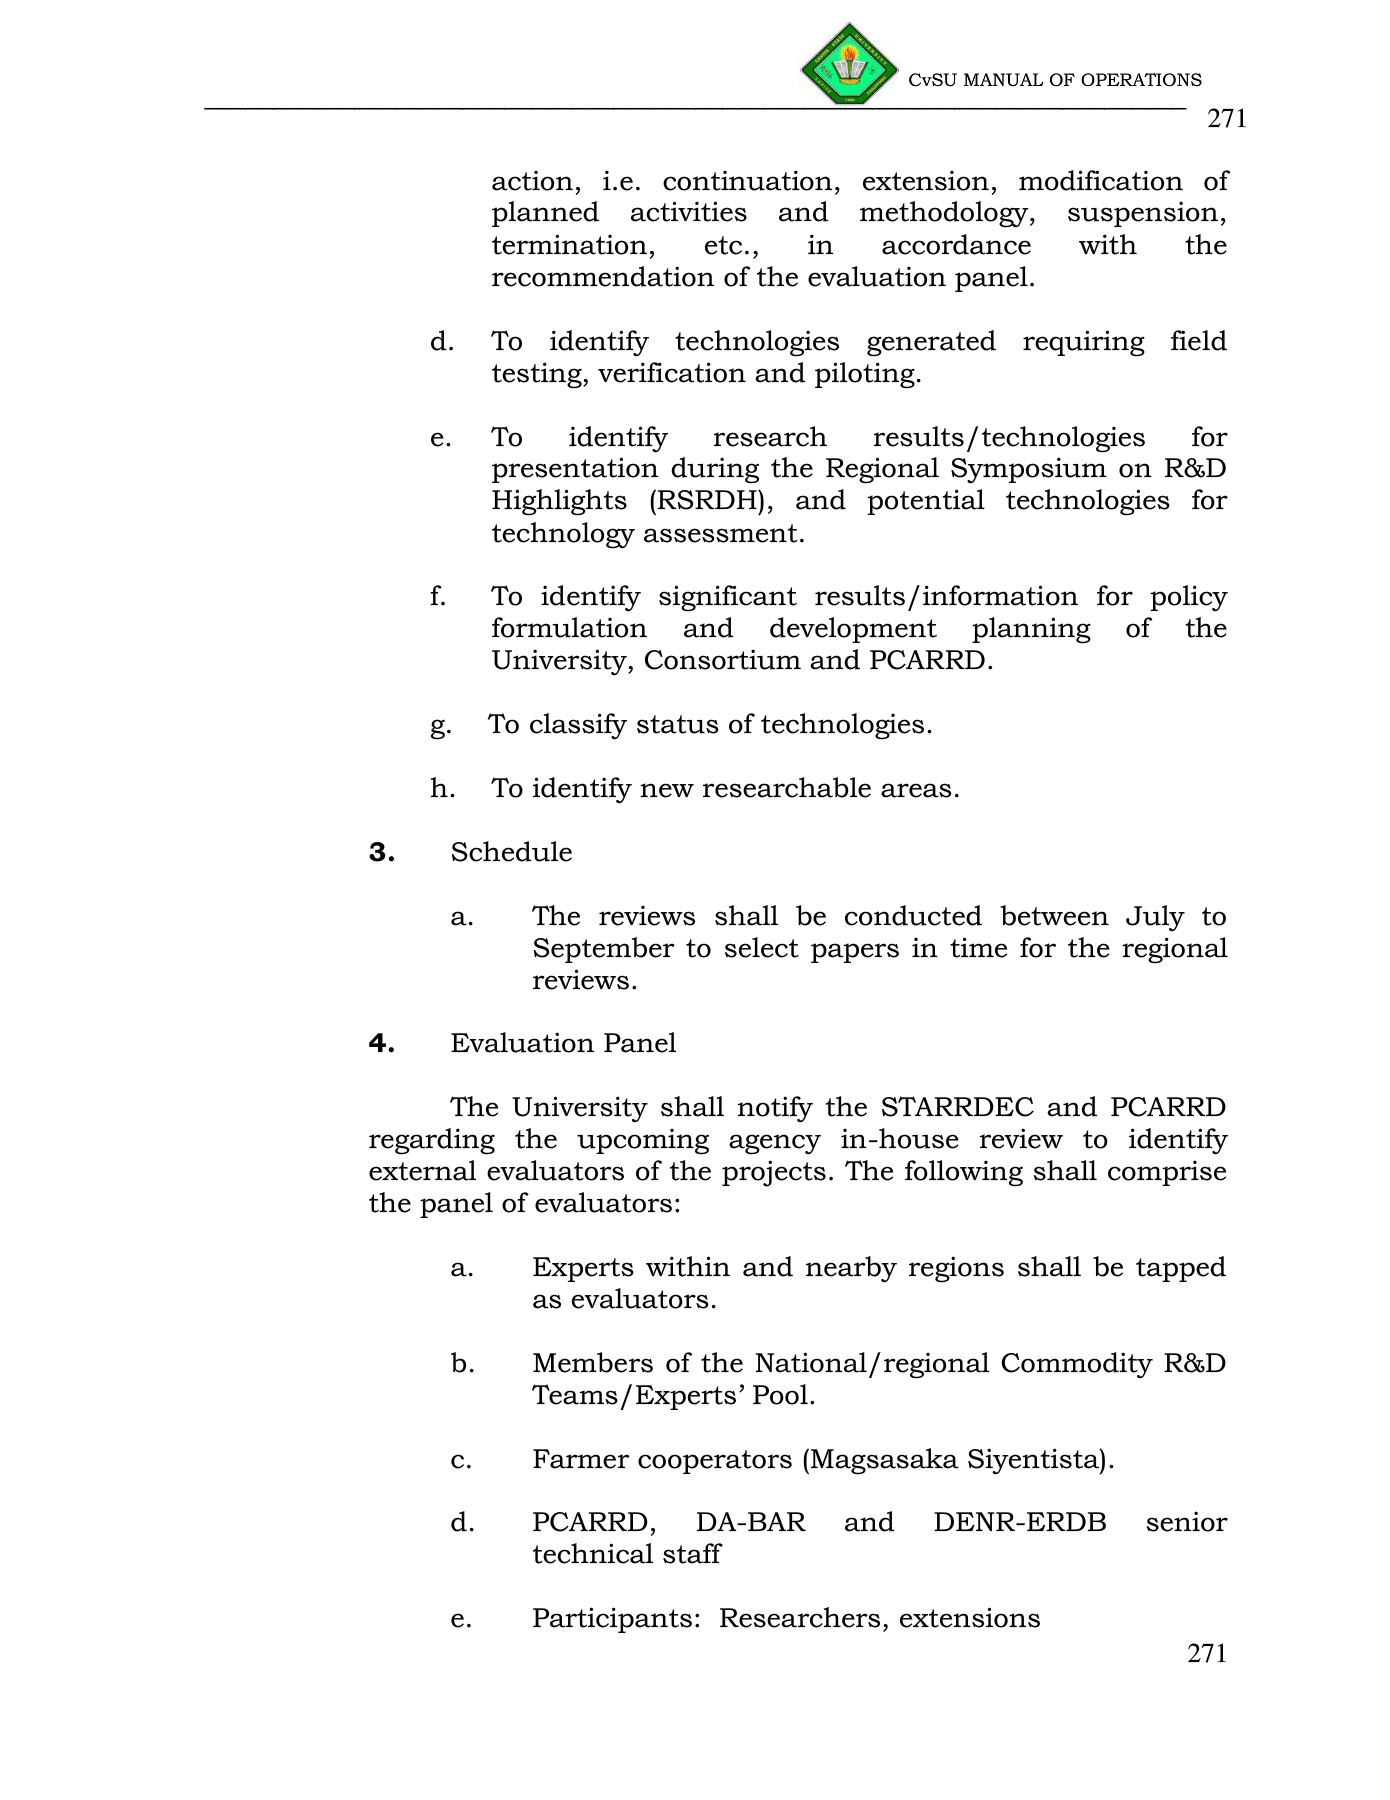 CvSU MANUAL OF OPERATIONS
271
action, i.e. continuation, extension, modification of
planned activities and methodology, suspension,
termination, etc., in accordance with the
recommendation of the evaluation panel.
d. To identify technologies generated requiring field
testing, verification and piloting.
e. To identify research results/technologies for
presentation during the Regional Symposium on R&D
Highlights (RSRDH), and potential technologies for
technology assessment.
f. To identify significant results/information for policy
formulation and development planning of the
University, Consortium and PCARRD.
g. To classify status of technologies.
h. To identify new researchable areas.
3. Schedule
a. The reviews shall be conducted between July to
September to select papers in time for the regional
reviews.
4. Evaluation Panel
The University shall notify the STARRDEC and PCARRD
regarding the upcoming agency in-house review to identify
external evaluators of the projects. The following shall comprise
the panel of evaluators:
a. Experts within and nearby regions shall be tapped
as evaluators.
b. Members of the National/regional Commodity R&D
Teams/Experts’ Pool.
c. Farmer cooperators (Magsasaka Siyentista).
d. PCARRD, DA-BAR and DENR-ERDB senior
technical staff
e. Participants: Researchers, extensions
271